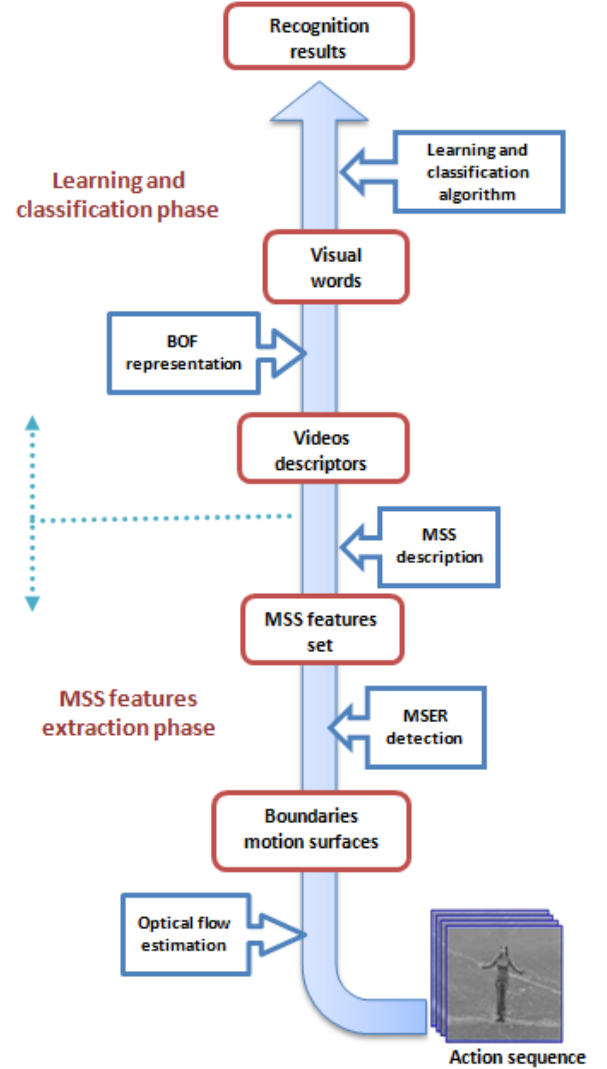 Recognition
results
Learning and
classification
algorithm
Learning and
classification phase
Visual
words
BOF
representation
Videos
descriptors
MSS
description
MSS features
set
MSS features
extraction phase
MSER
detection
Boundaries
motion surfaces
Optical flow
estimation
Action sequence